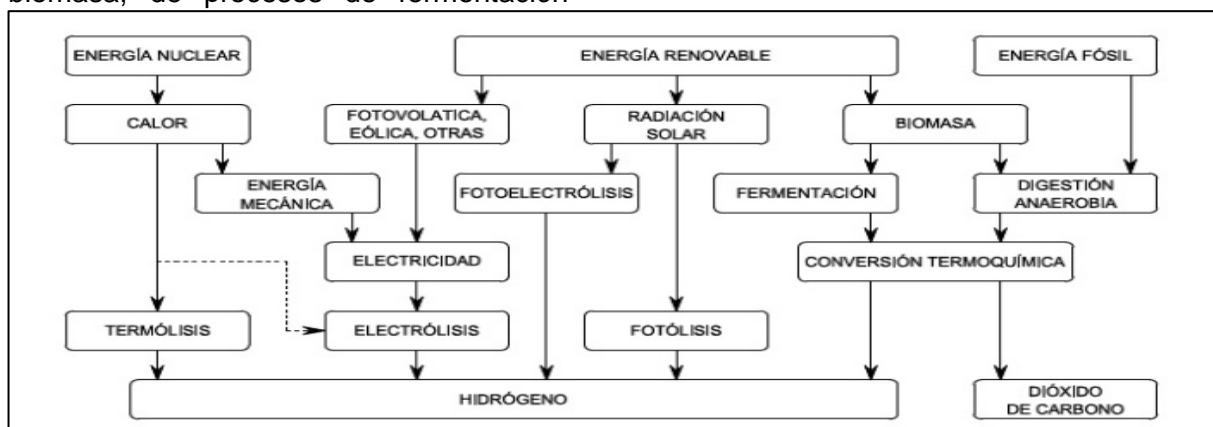 biomasa, de procesos de fermentación
ENERGÍA NUCLEAR
ENERGÍA RENOVABLE
ENERGÍA FÓSIL
CALOR
FOTOVOLATICA,
EÓLICA, OTRAS
RADIACIÓN
SOLAR
BIOMASA
ENERGÍA
MECÁNICA
FOTOELECTRÓLISIS
FERMENTACIÓN
DIGESTIÓN
ANAEROBIA
ELECTRICIDAD
CONVERSIÓN TERMOQUÍMICA
TERMÓLISIS
ELECTRÓLISIS
FOTÓLISIS
HIDRÓGENO
DIÓXIDO
DE CARBONO